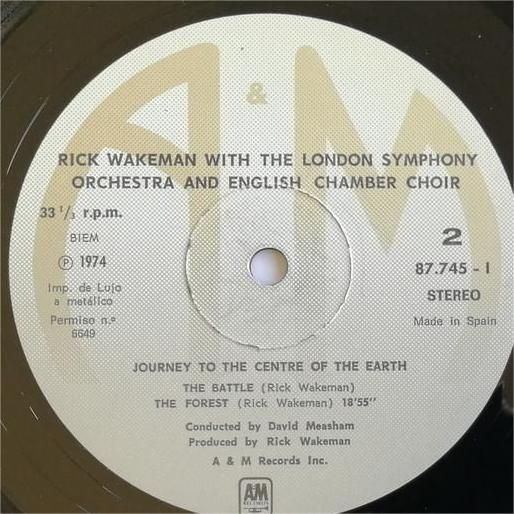 A & M
RICK WAKEMAN WITH THE LONDON SYMPHONY
ORCHESTRA AND ENGLISH CHAMBER CHOIR
33 1/3 r.p.m.
BIEM
Ⓟ 1974
Imp. de Lujo
a metálico
Permiso n.º
6649
2
87.745 - I
STEREO
Made in Spain
JOURNEY TO THE CENTRE OF THE EARTH
THE BATTLE (Rick Wakeman)
THE FOREST (Rick Wakeman) 18'55''
Conducted by David Measham
Produced by Rick Wakeman
A & M Records Inc.
AM
RECORDS